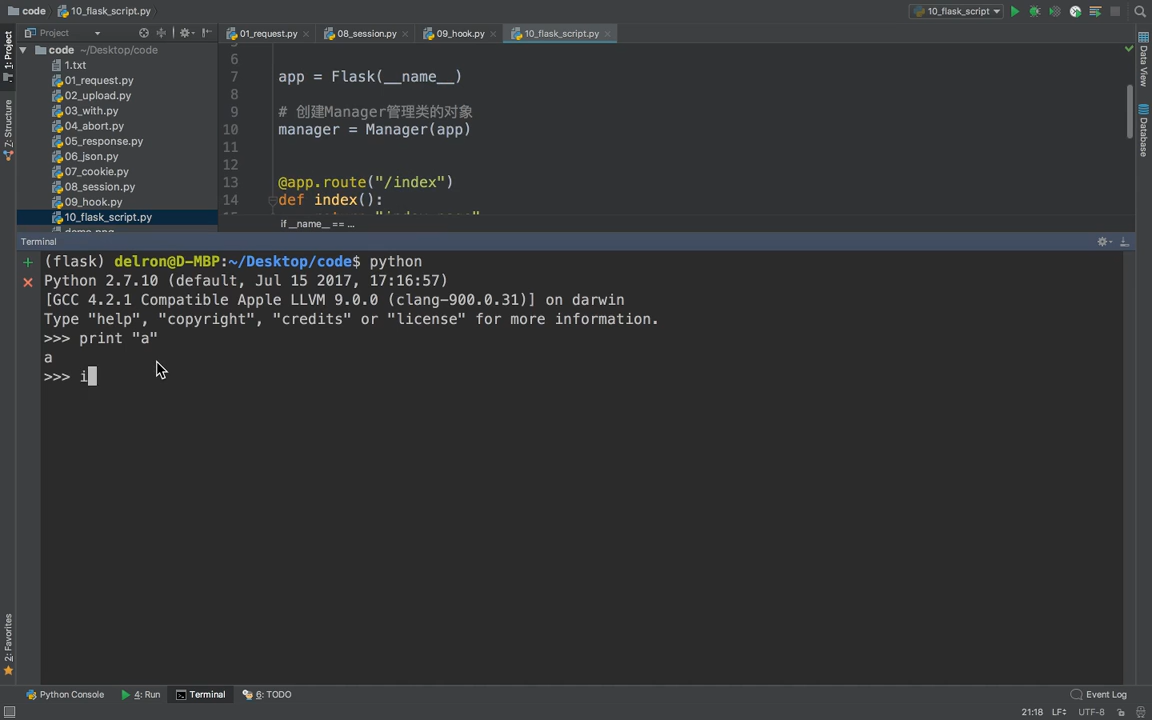 code 10_flask_script.py 10_flask_script
Project 01_request.py 08_session.py 09_hook.py 10_flask_script.py
code ~/Desktop/code
1.txt
01_request.py
02_upload.py
03_with.py
04_abort.py
05_response.py
06_json.py
07_cookie.py
08_session.py
09_hook.py
10_flask_script.py
6
7 app = Flask(__name__)
8
9 # 创建Manager管理类的对象
10 manager = Manager(app)
11
12
13 @app.route("/index")
14 def index():
if __name__ == ...
1: Project
7: Structure
2: Favorites
Data View
Database
Terminal
(flask) delron@D-MBP:~/Desktop/code$ python
Python 2.7.10 (default, Jul 15 2017, 17:16:57)
[GCC 4.2.1 Compatible Apple LLVM 9.0.0 (clang-900.0.31)] on darwin
Type "help", "copyright", "credits" or "license" for more information.
>>> print "a"
a
>>> i
Python Console 4: Run Terminal 6: TODO Event Log
21:18 LF UTF-8